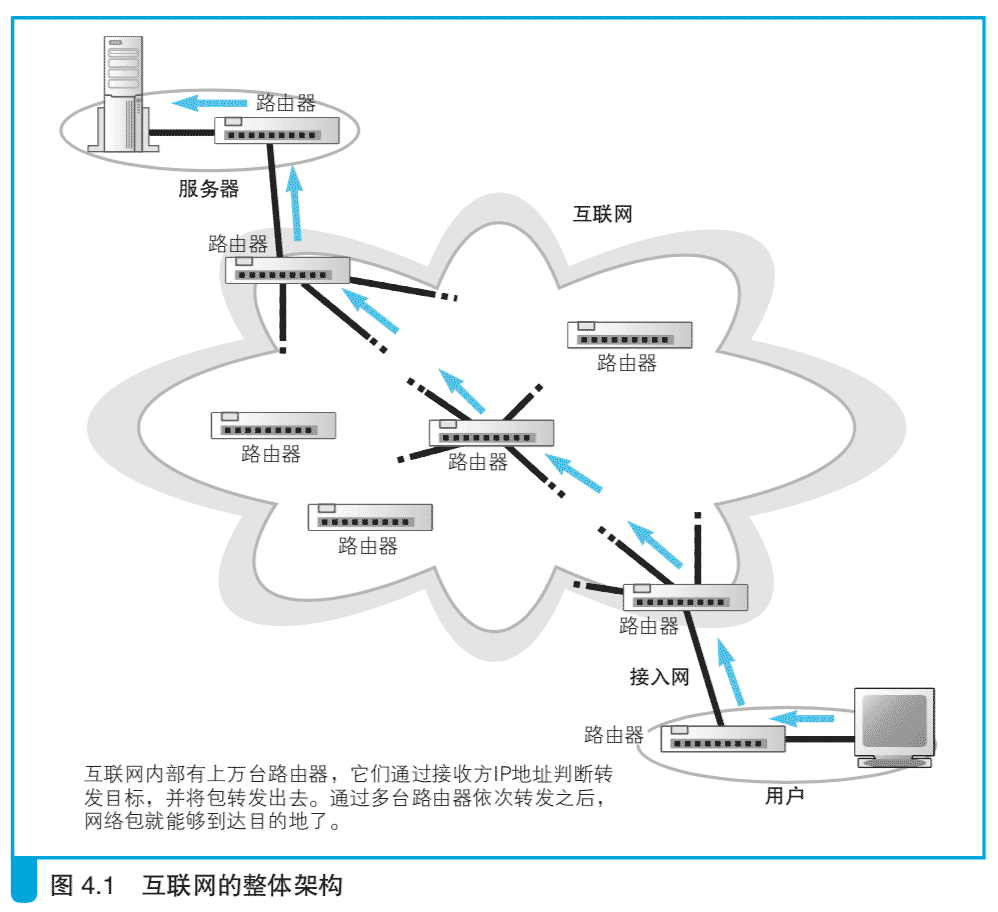 路由器
服务器
互联网
路由器
路由器
路由器
路由器
路由器
路由器
接入网
路由器
用户
互联网内部有上万台路由器，它们通过接收方IP地址判断转
发目标，并将包转发出去。通过多台路由器依次转发之后，
网络包就能够到达目的地了。
图 4.1　互联网的整体架构